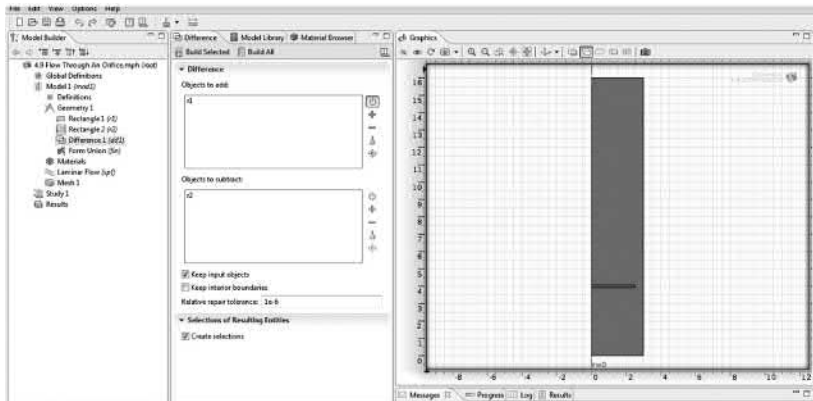 File Edit View Options Help
Model Builder
4.9 Flow Through An Orifice.mph (root)
Global Definitions
Model 1 (mod1)
Definitions
Geometry 1
Rectangle 1 (r1)
Rectangle 2 (r2)
Difference 1 (dif1)
Form Union (fin)
Materials
Laminar Flow (spf)
Mesh 1
Study 1
Results
Difference Model Library Material Browser
Build Selected Build All
Difference
Objects to add:
r1
Objects to subtract:
r2
Keep input objects
Keep interior boundaries
Relative repair tolerance: 1e-6
Selections of Resulting Entities
Create selections
Graphics
16
15
14
13
12
11
10
9
8
7
6
5
4
3
2
1
0
r=0
-8 -6 -4 -2 0 2 4 6 8 10 12
Messages Progress Log Results